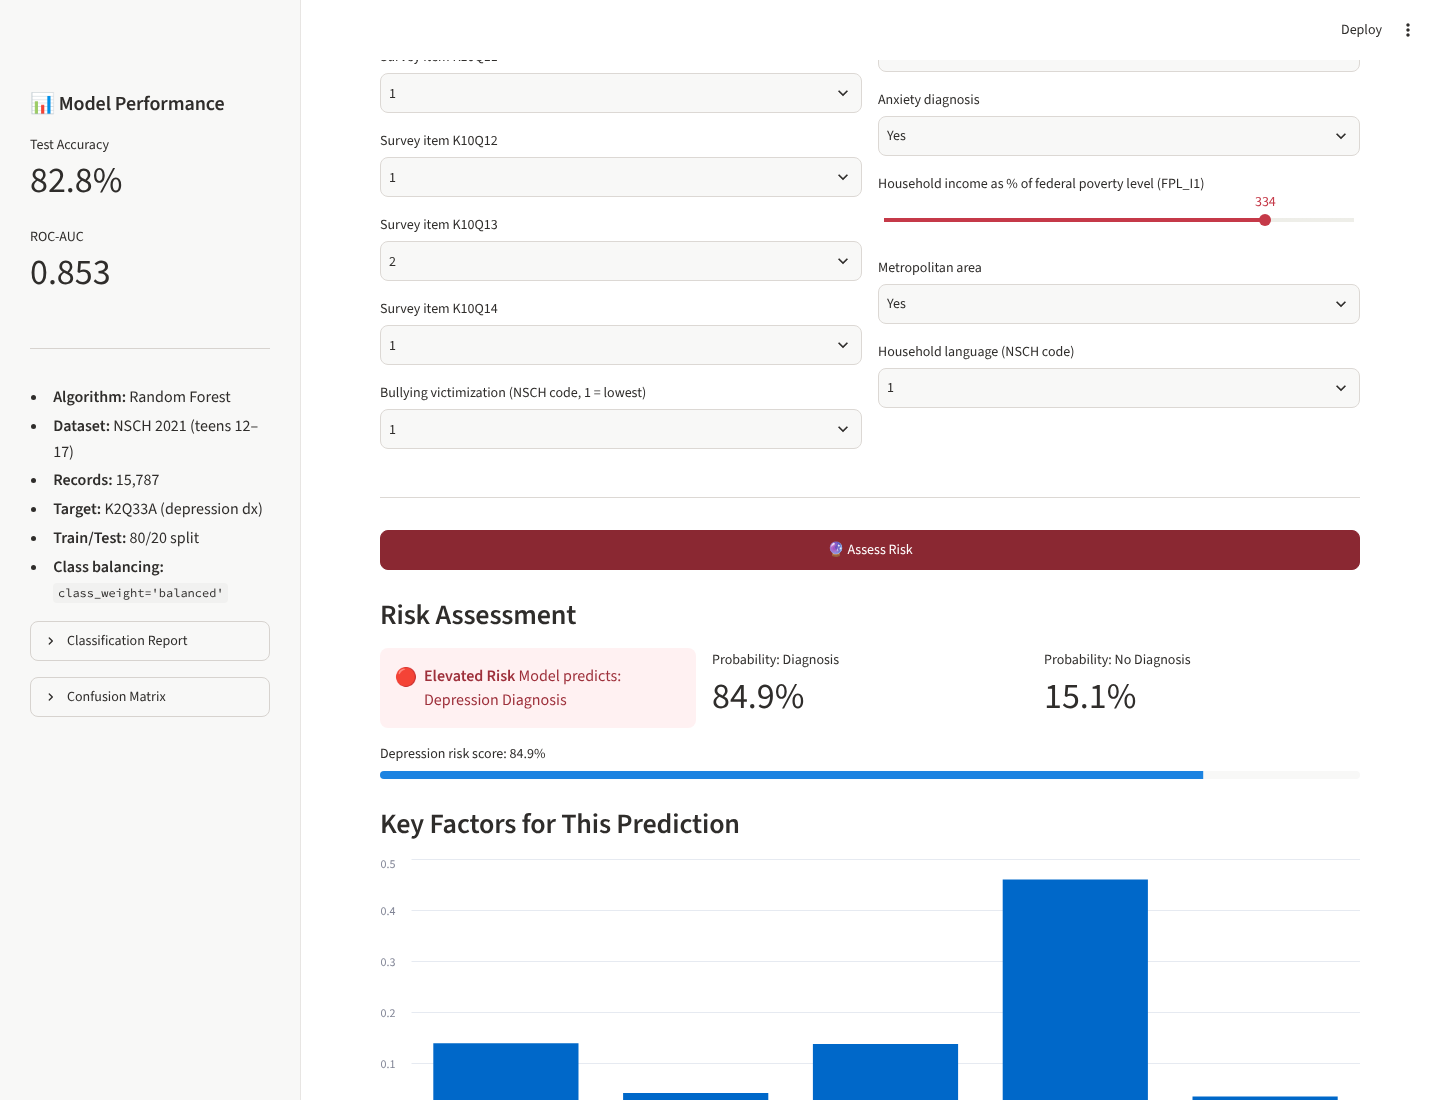 Deploy
📊 Model Performance
Test Accuracy
82.8%
ROC-AUC
0.853
Algorithm: Random Forest
Dataset: NSCH 2021 (teens 12–
17)
Records: 15,787
Target: K2Q33A (depression dx)
Train/Test: 80/20 split
Class balancing:
class_weight='balanced'
Classification Report
Confusion Matrix
1
Survey item K10Q12
1
Survey item K10Q13
2
Survey item K10Q14
1
Bullying victimization (NSCH code, 1 = lowest)
1
Anxiety diagnosis
Yes
Household income as % of federal poverty level (FPL_I1)
334
Metropolitan area
Yes
Household language (NSCH code)
1
🔮 Assess Risk
Risk Assessment
🔴 Elevated Risk Model predicts:
Depression Diagnosis
Probability: Diagnosis
84.9%
Probability: No Diagnosis
15.1%
Depression risk score: 84.9%
Key Factors for This Prediction
0.5
0.4
0.3
0.2
0.1